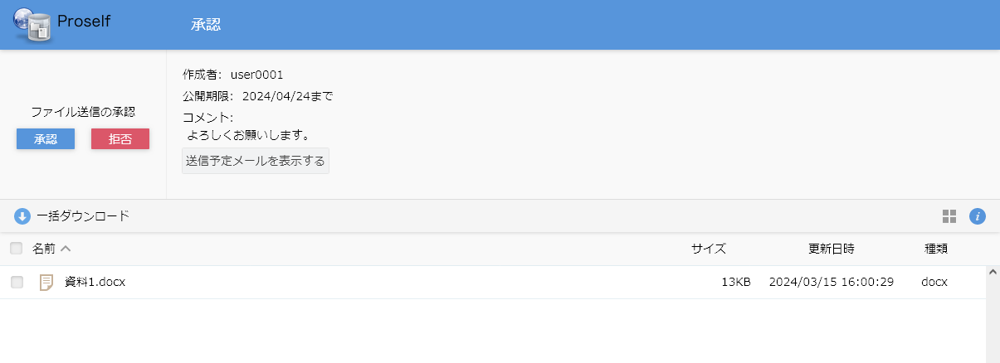 Proself
承認
ファイル送信の承認
承認 拒否
作成者: user0001
公開期限: 2024/04/24まで
コメント:
よろしくお願いします。
送信予定メールを表示する
一括ダウンロード
i
名前 サイズ 更新日時 種類
資料1.docx 13KB 2024/03/15 16:00:29 docx